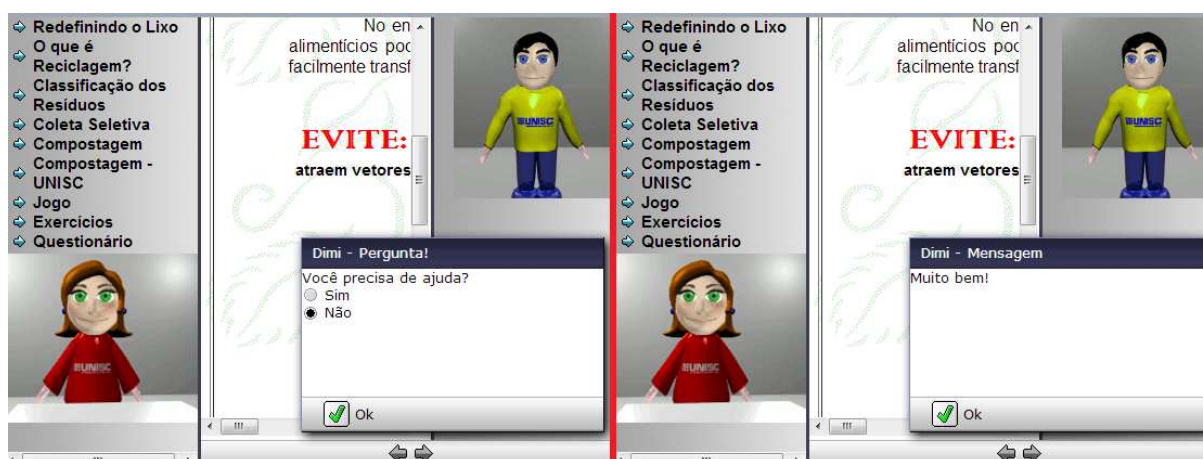 Redefinindo o Lixo
O que é
Reciclagem?
Classificação dos
Resíduos
Coleta Seletiva
Compostagem
Compostagem -
UNISC
Jogo
Exercícios
Questionário
No en
alimentícios poc
facilmente transf
EVITE:
atraem vetores
UNISC
UNISC
Dimi - Pergunta!
Você precisa de ajuda?
Sim
Não
Ok
Redefinindo o Lixo
O que é
Reciclagem?
Classificação dos
Resíduos
Coleta Seletiva
Compostagem
Compostagem -
UNISC
Jogo
Exercícios
Questionário
No en
alimentícios poc
facilmente transf
EVITE:
atraem vetores
UNISC
UNISC
Dimi - Mensagem
Muito bem!
Ok